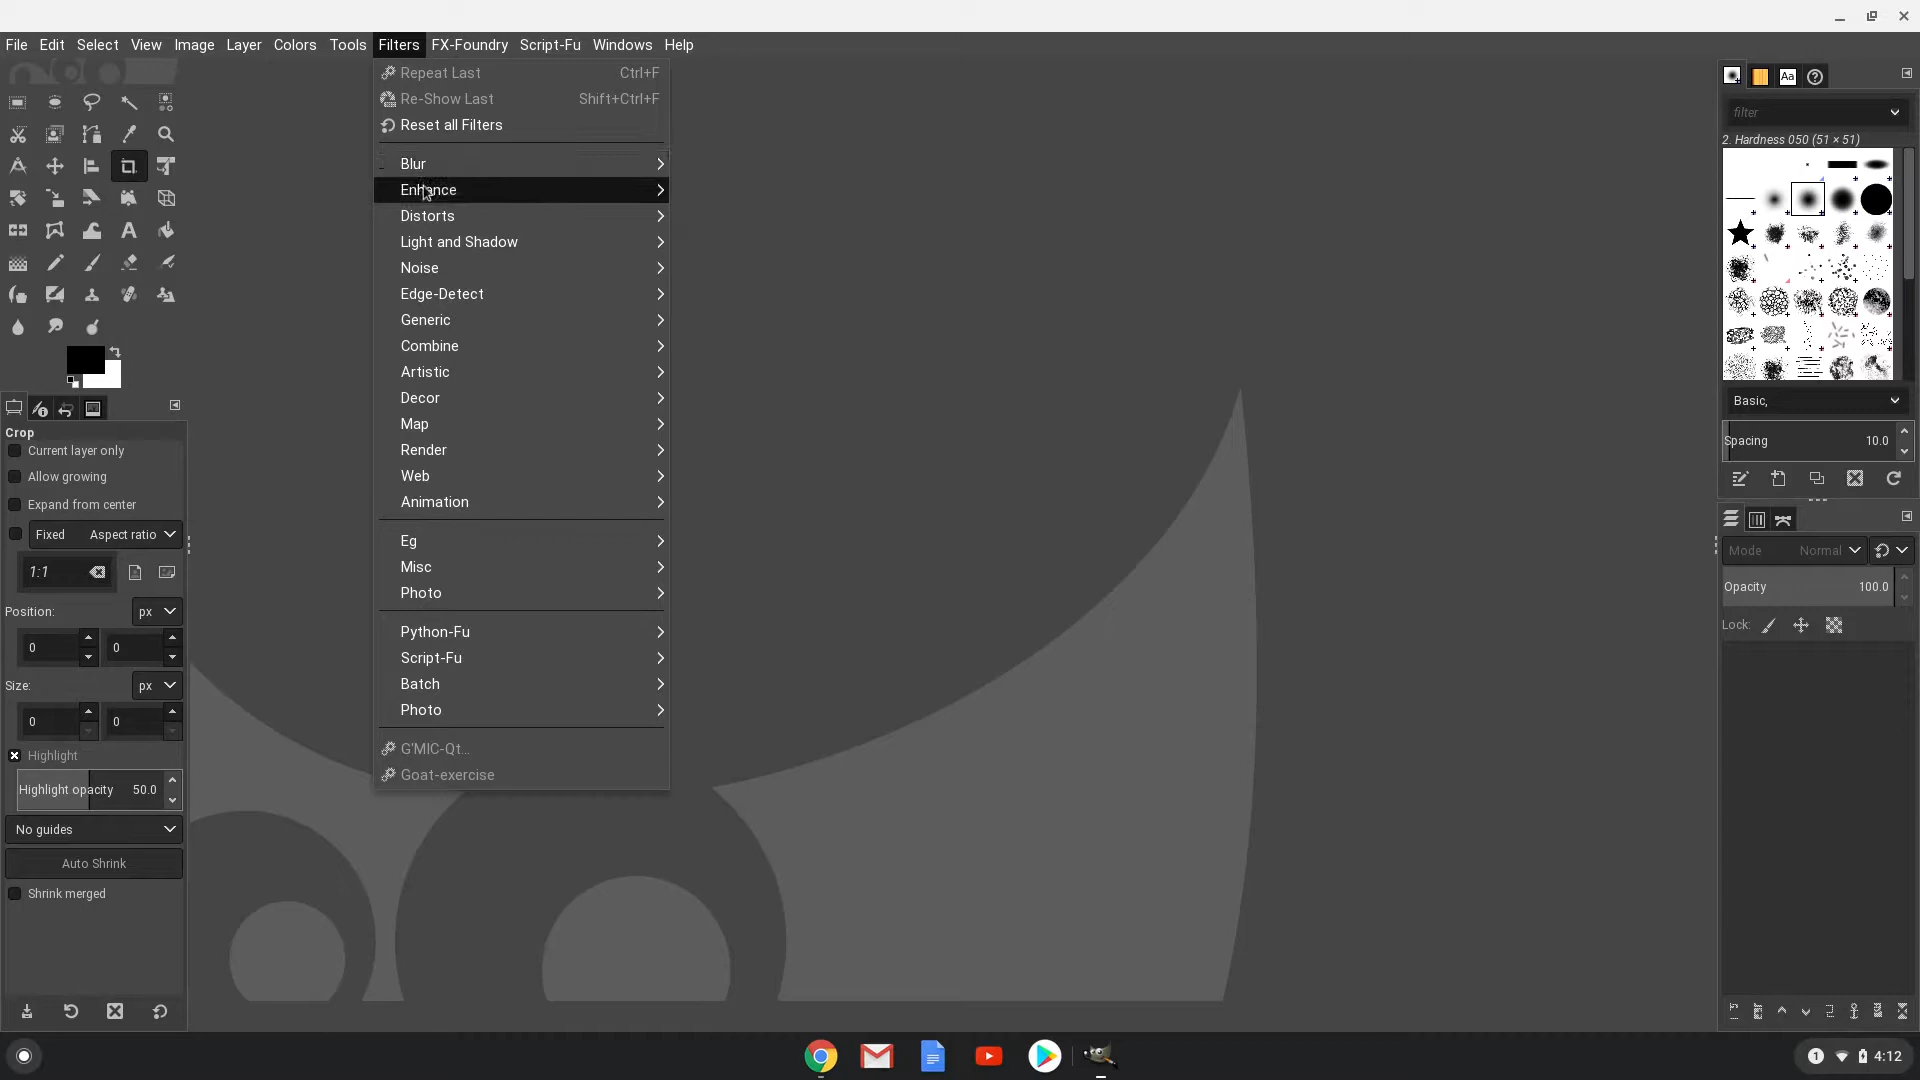 File Edit Select View Image Layer Colors Tools Filters FX-Foundry Script-Fu Windows Help
Repeat Last Ctrl+F
Re-Show Last Shift+Ctrl+F
Reset all Filters
Blur
Enhance
Distorts
Light and Shadow
Noise
Edge-Detect
Generic
Combine
Artistic
Decor
Map
Render
Web
Animation
Eg
Misc
Photo
Python-Fu
Script-Fu
Batch
Photo
G'MIC-Qt...
Goat-exercise
Crop
Current layer only
Allow growing
Expand from center
Fixed Aspect ratio
1:1
Position: px
0 0
Size: px
0 0
Highlight
Highlight opacity 50.0
No guides
Auto Shrink
Shrink merged
Aa
filter
2. Hardness 050 (51 × 51)
Basic,
Spacing 10.0
Mode Normal
Opacity 100.0
Lock:
1 4:12